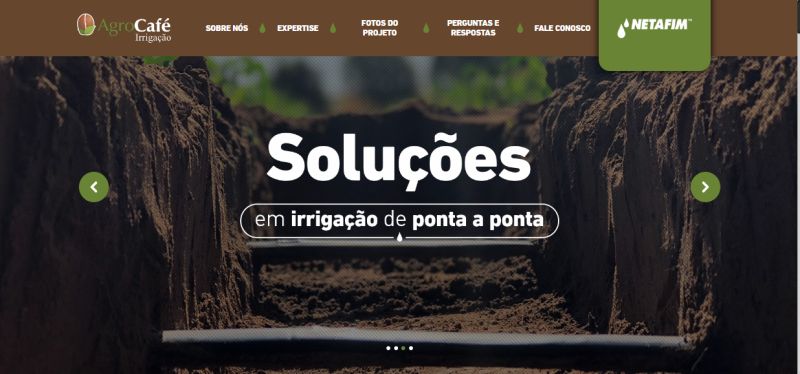 AgroCafé
Irrigação
SOBRE NÓS
EXPERTISE
FOTOS DO
PROJETO
PERGUNTAS E
RESPOSTAS
FALE CONOSCO
NETAFIM™
Soluções
em irrigação de ponta a ponta